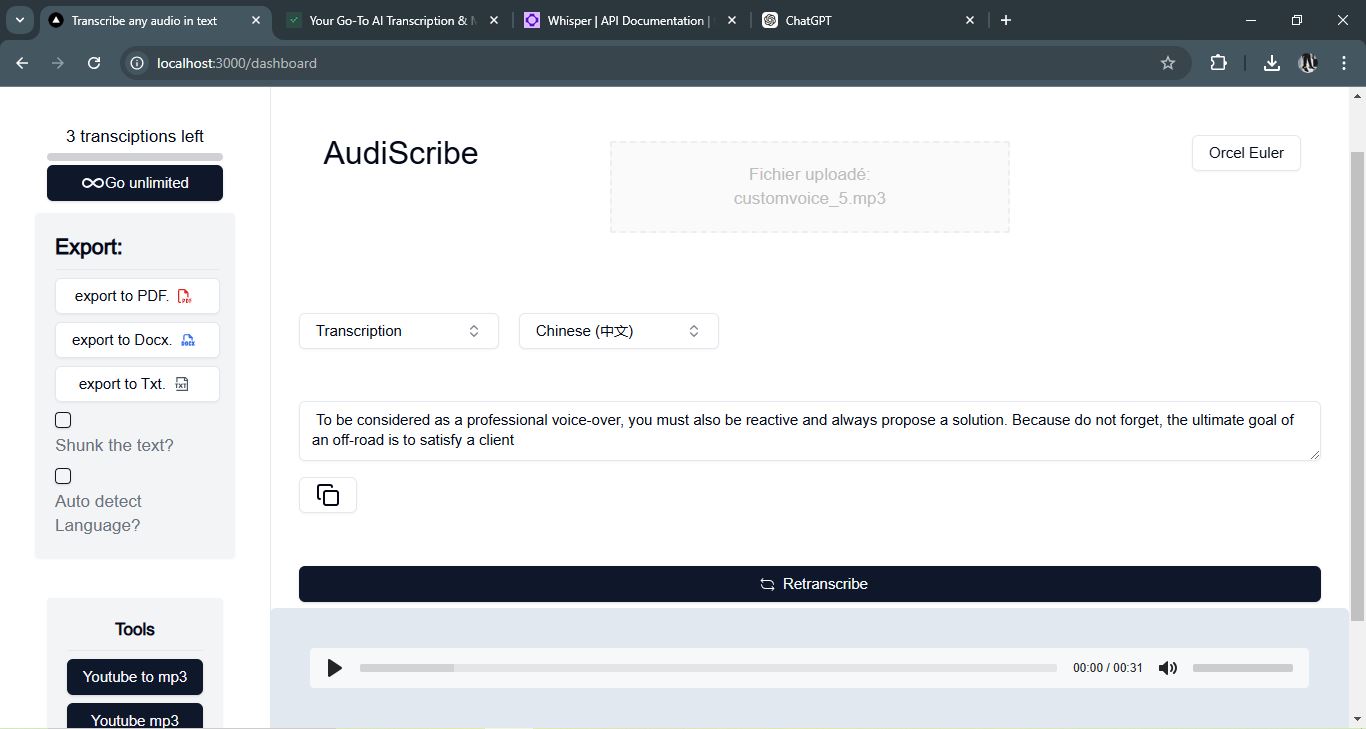 Transcribe any audio in text
Your Go-To AI Transcription &
Whisper | API Documentation |
ChatGPT
localhost:3000/dashboard
3 transciptions left
Go unlimited
Export:
export to PDF.
export to Docx.
export to Txt.
Shunk the text?
Auto detect
Language?
Tools
Youtube to mp3
Youtube mp3
AudiScribe
Fichier uploadé:
customvoice_5.mp3
Orcel Euler
Transcription
Chinese (中文)
To be considered as a professional voice-over, you must also be reactive and always propose a solution. Because do not forget, the ultimate goal of
an off-road is to satisfy a client
Retranscribe
00:00 / 00:31